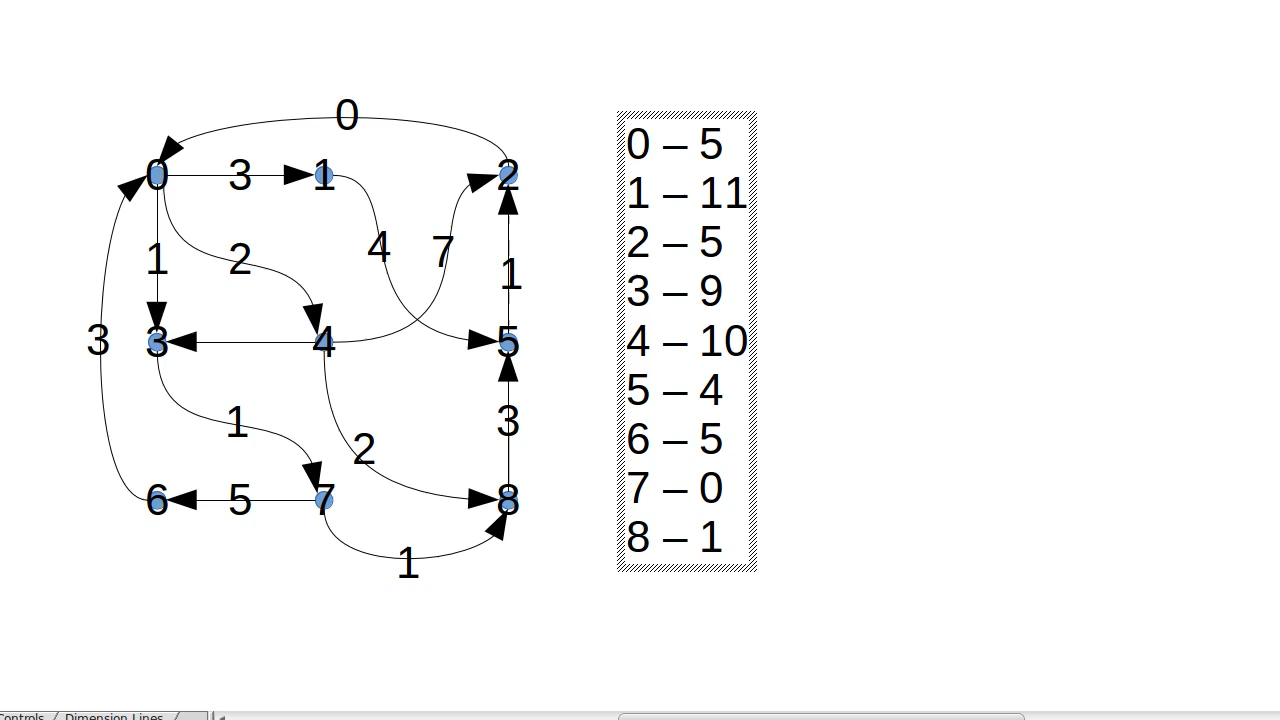 0
0 3 1 2
1 2 4 7 1
3 3 4 5
1 2 3
6 5 7 8
1
0 – 5
1 – 11
2 – 5
3 – 9
4 – 10
5 – 4
6 – 5
7 – 0
8 – 1
Controls Dimension Lines